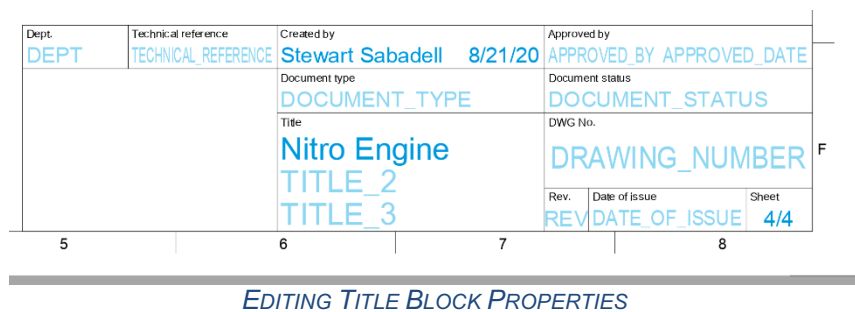 Dept. Technical reference Created by Approved by
DEPT TECHNICAL_REFERENCE Stewart Sabadell 8/21/20 APPROVED_BY APPROVED_DATE
Document type Document status
DOCUMENT_TYPE DOCUMENT_STATUS
Title DWG No.
Nitro Engine
DRAWING_NUMBER F
TITLE_2
Rev. Date of issue Sheet
TITLE_3 REV DATE_OF_ISSUE 4/4
5 6 7 8
EDITING TITLE BLOCK PROPERTIES